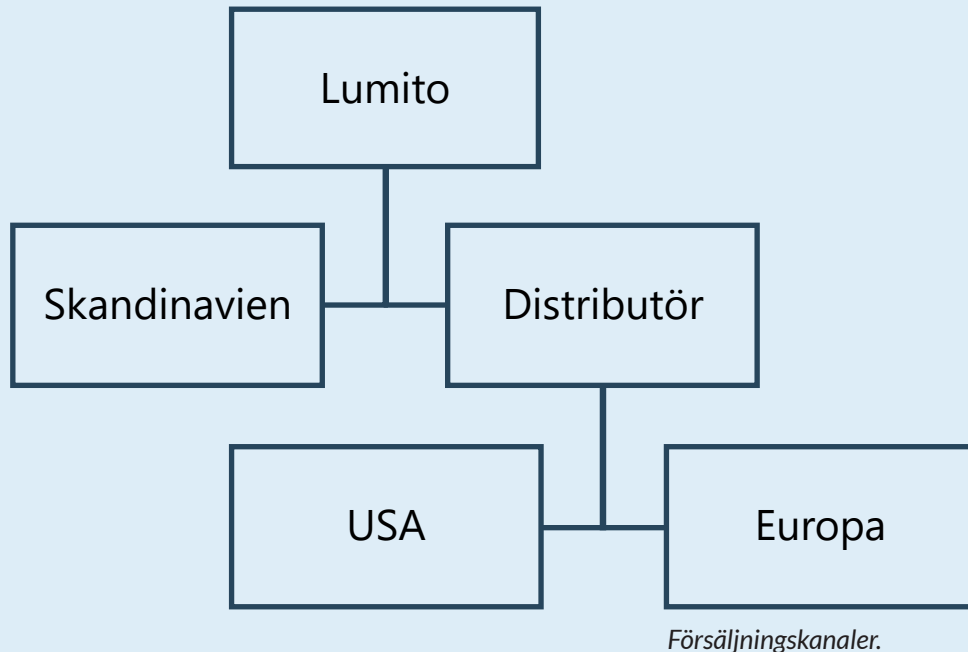 Lumito
Skandinavien
Distributör
USA
Europa
Försäljningskanaler.